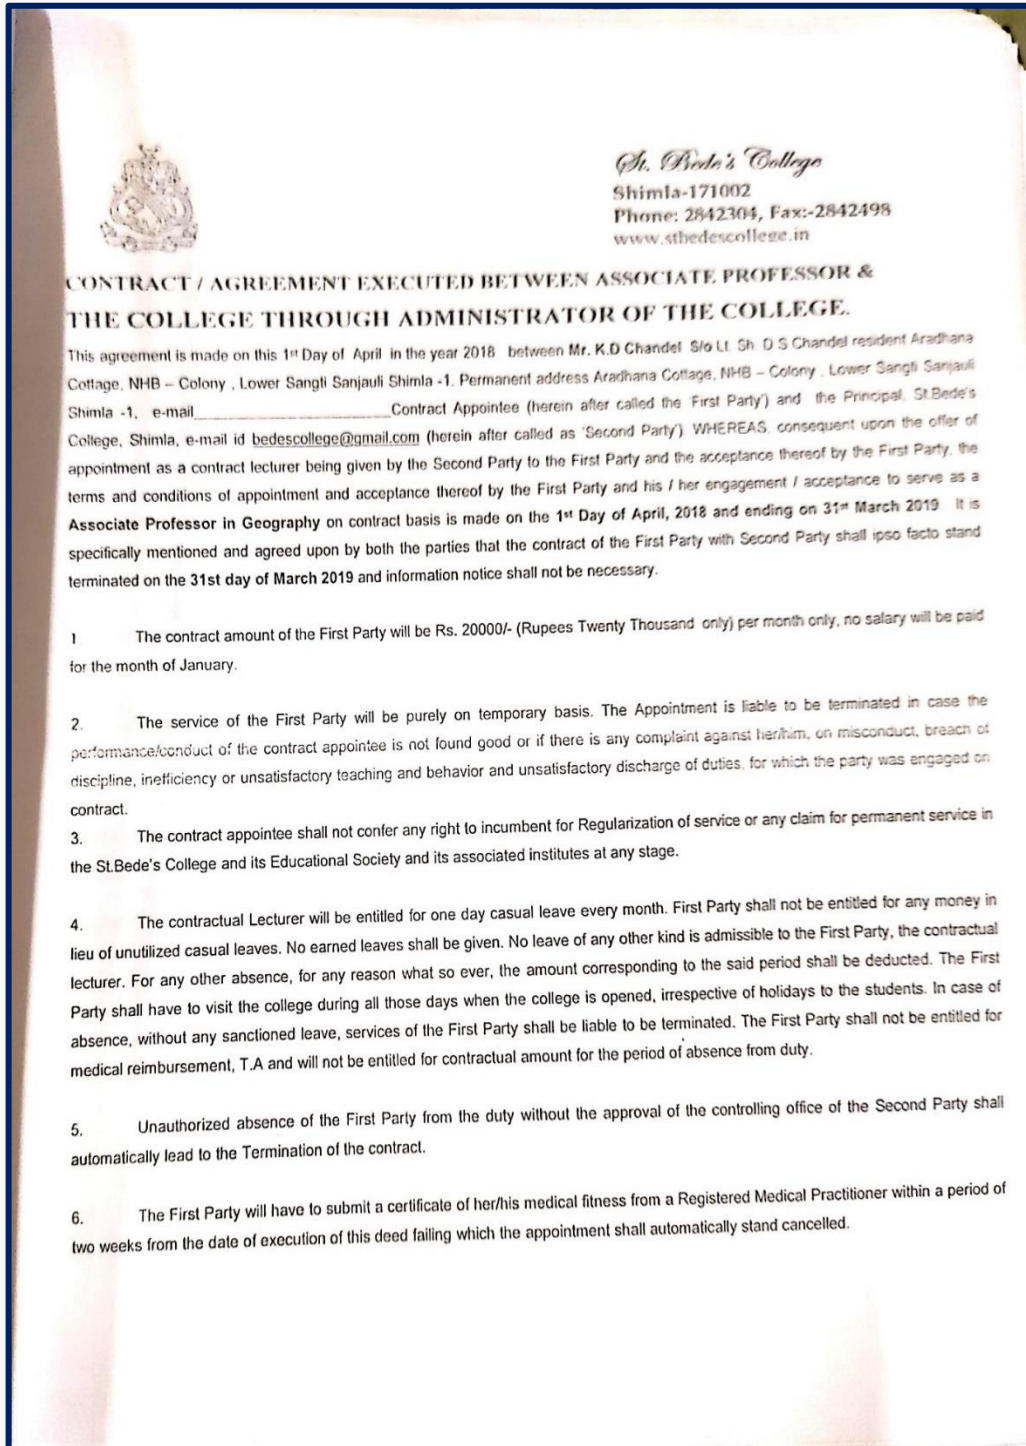 St. Bede's College
Shimla-171002
Phone: 2842304, Fax:-2842498
www.stbedescollege.in
CONTRACT / AGREEMENT EXECUTED BETWEEN ASSOCIATE PROFESSOR &
THE COLLEGE THROUGH ADMINISTRATOR OF THE COLLEGE.
This agreement is made on this 1st Day of April in the year 2018 between Mr. K.D Chandel S/o Lt. Sh. D S Chandel resident Aradhana
Cottage, NHB – Colony , Lower Sangti Sanjauli Shimla -1. Permanent address Aradhana Cottage, NHB – Colony , Lower Sangti Sanjauli
Shimla -1, e-mail____________________Contract Appointee (herein after called the 'First Party') and the Principal, St.Bede's
College, Shimla, e-mail id bedescollege@gmail.com (herein after called as 'Second Party') WHEREAS, consequent upon the offer of
appointment as a contract lecturer being given by the Second Party to the First Party and the acceptance thereof by the First Party, the
terms and conditions of appointment and acceptance thereof by the First Party and his / her engagement / acceptance to serve as a
Associate Professor in Geography on contract basis is made on the 1st Day of April, 2018 and ending on 31st March 2019 It is
specifically mentioned and agreed upon by both the parties that the contract of the First Party with Second Party shall ipso facto stand
terminated on the 31st day of March 2019 and information notice shall not be necessary.
1 The contract amount of the First Party will be Rs. 20000/- (Rupees Twenty Thousand only) per month only, no salary will be paid
for the month of January.
2. The service of the First Party will be purely on temporary basis. The Appointment is liable to be terminated in case the
performance/conduct of the contract appointee is not found good or if there is any complaint against her/him, on misconduct, breach of
discipline, inefficiency or unsatisfactory teaching and behavior and unsatisfactory discharge of duties, for which the party was engaged on
contract.
3. The contract appointee shall not confer any right to incumbent for Regularization of service or any claim for permanent service in
the St.Bede's College and its Educational Society and its associated institutes at any stage.
4. The contractual Lecturer will be entitled for one day casual leave every month. First Party shall not be entitled for any money in
lieu of unutilized casual leaves. No earned leaves shall be given. No leave of any other kind is admissible to the First Party, the contractual
lecturer. For any other absence, for any reason what so ever, the amount corresponding to the said period shall be deducted. The First
Party shall have to visit the college during all those days when the college is opened, irrespective of holidays to the students. In case of
absence, without any sanctioned leave, services of the First Party shall be liable to be terminated. The First Party shall not be entitled for
medical reimbursement, T.A and will not be entitled for contractual amount for the period of absence from duty.
5. Unauthorized absence of the First Party from the duty without the approval of the controlling office of the Second Party shall
automatically lead to the Termination of the contract.
6. The First Party will have to submit a certificate of her/his medical fitness from a Registered Medical Practitioner within a period of
two weeks from the date of execution of this deed failing which the appointment shall automatically stand cancelled.